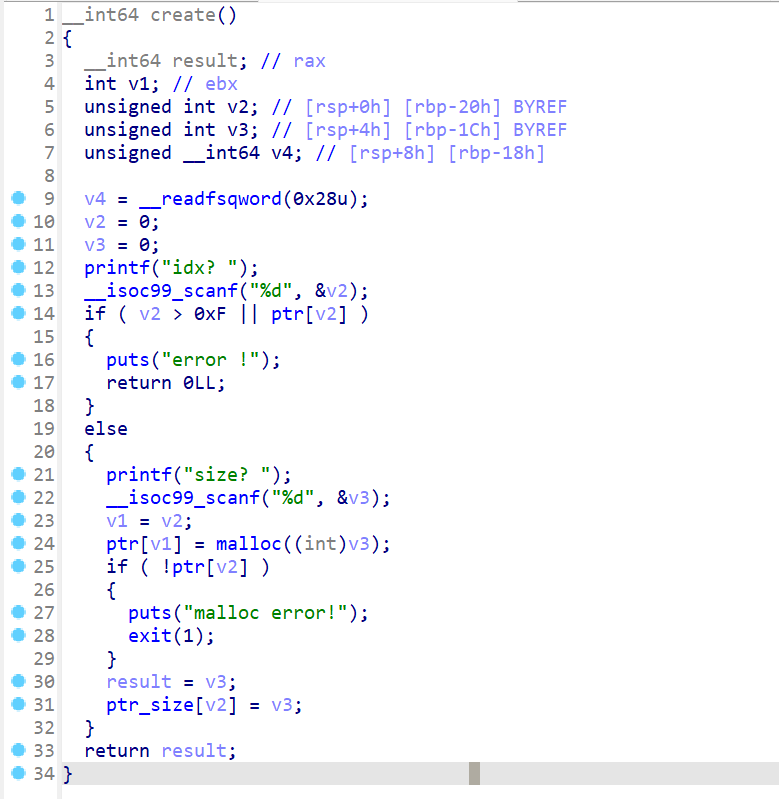 1 __int64 create()
2 {
3   __int64 result; // rax
4   int v1; // ebx
5   unsigned int v2; // [rsp+0h] [rbp-20h] BYREF
6   unsigned int v3; // [rsp+4h] [rbp-1Ch] BYREF
7   unsigned __int64 v4; // [rsp+8h] [rbp-18h]
8
9   v4 = __readfsqword(0x28u);
10   v2 = 0;
11   v3 = 0;
12   printf("idx? ");
13   __isoc99_scanf("%d", &v2);
14   if ( v2 > 0xF || ptr[v2] )
15   {
16     puts("error !");
17     return 0LL;
18   }
19   else
20   {
21     printf("size? ");
22     __isoc99_scanf("%d", &v3);
23     v1 = v2;
24     ptr[v1] = malloc((int)v3);
25     if ( !ptr[v2] )
26     {
27       puts("malloc error!");
28       exit(1);
29     }
30     result = v3;
31     ptr_size[v2] = v3;
32   }
33   return result;
34 }